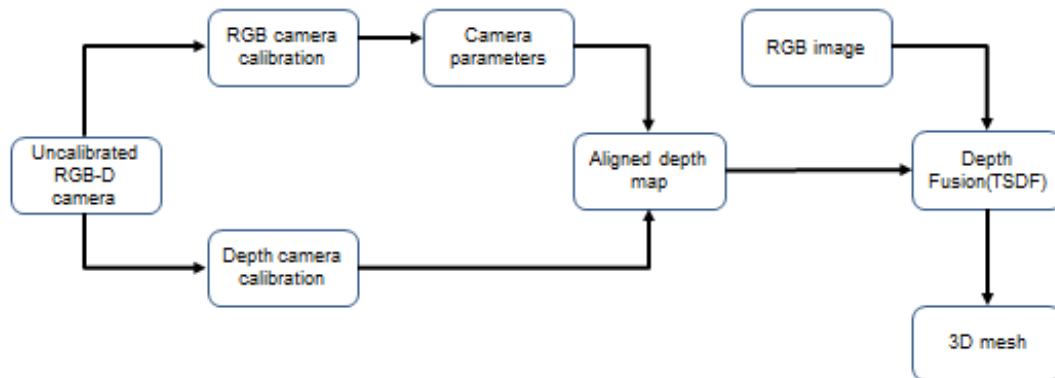 RGB camera
calibration
Camera
parameters
RGB image
Uncalibrated
RGB-D
camera
Aligned depth
map
Depth
Fusion(TSDF)
Depth camera
calibration
3D mesh